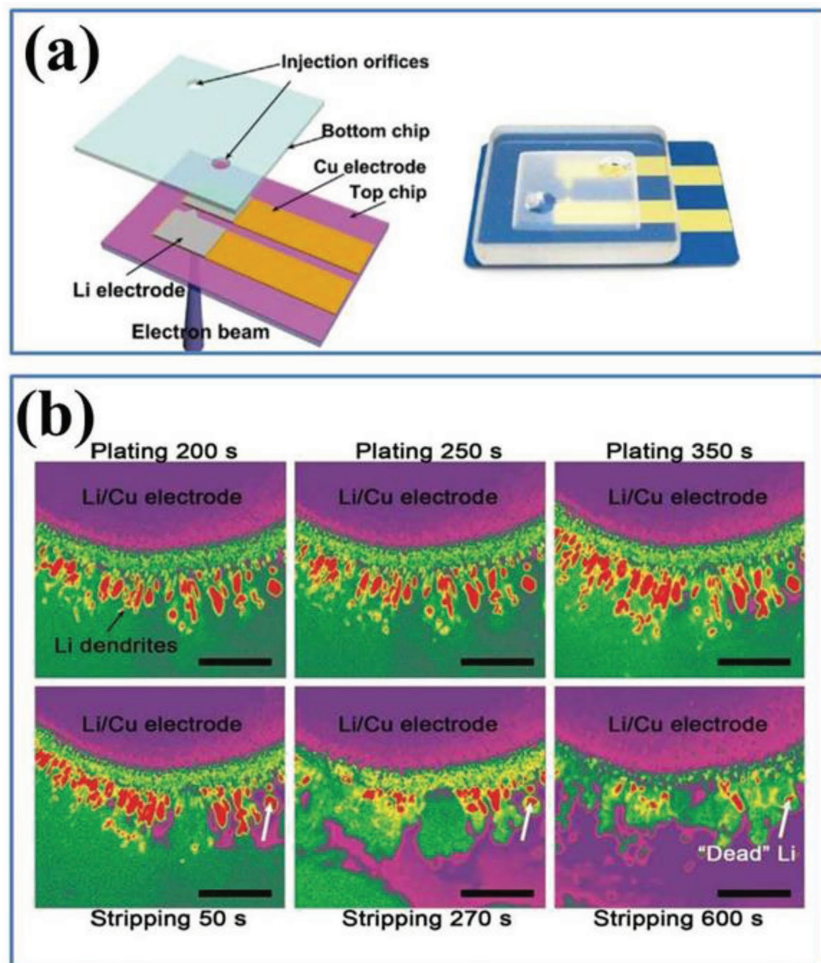 (a)
Injection orifices
Bottom chip
Cu electrode
Top chip
Li electrode
Electron beam
(b)
Plating 200 s
Plating 250 s
Plating 350 s
Li/Cu electrode
Li/Cu electrode
Li/Cu electrode
Li dendrites
Li/Cu electrode
Li/Cu electrode
Li/Cu electrode
"Dead" Li
Stripping 50 s
Stripping 270 s
Stripping 600 s